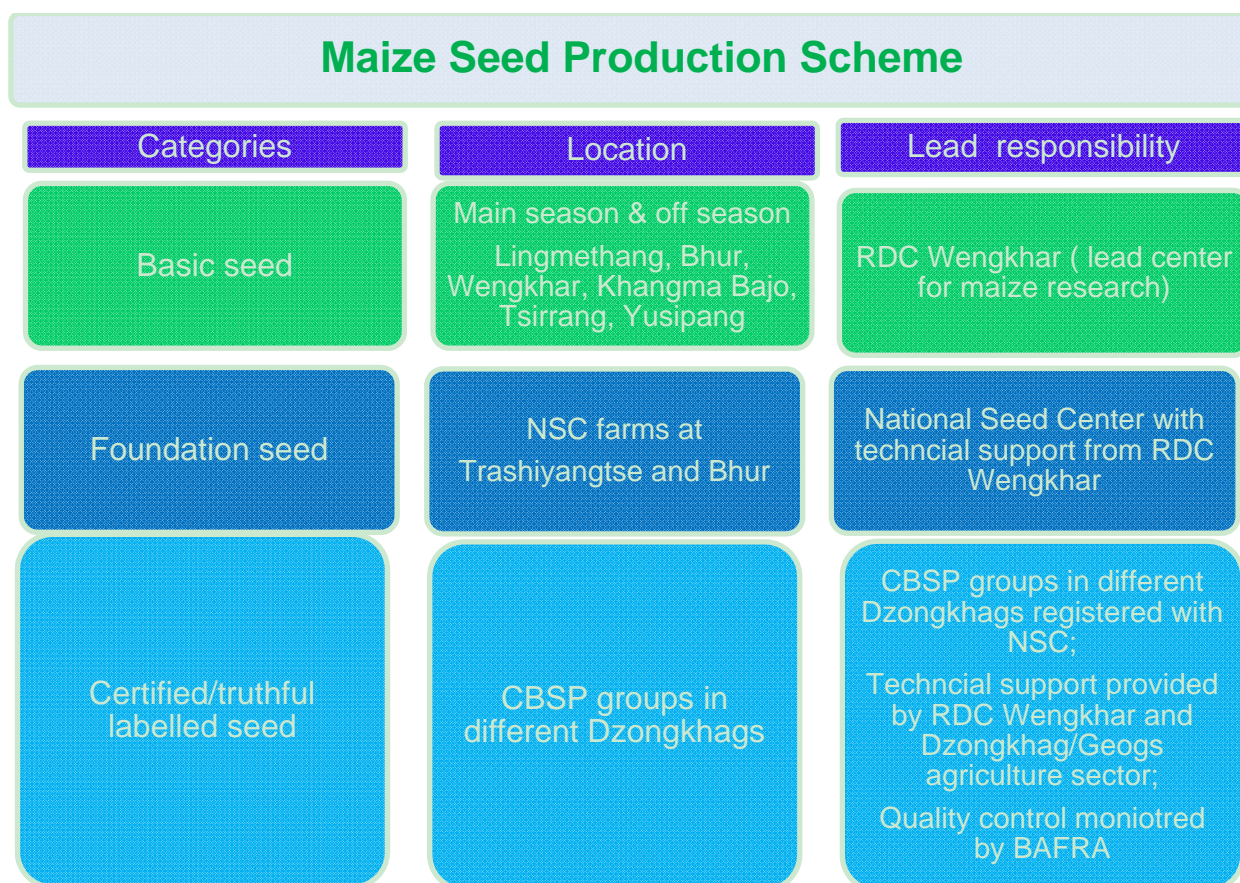 Maize Seed Production Scheme
Categories
Location
Lead responsibility
Basic seed
Main season & off season
Lingmethang, Bhur,
Wengkhar, Khangma Bajo,
Tsirrang, Yusipang
RDC Wengkhar ( lead center
for maize research)
Foundation seed
NSC farms at
Trashiyangtse and Bhur
National Seed Center with
techncial support from RDC
Wengkhar
Certified/truthful
labelled seed
CBSP groups in
different Dzongkhags
CBSP groups in different
Dzongkhags registered with
NSC;
Techncial support provided
by RDC Wengkhar and
Dzongkhag/Geogs
agriculture sector;
Quality control moniotred
by BAFRA